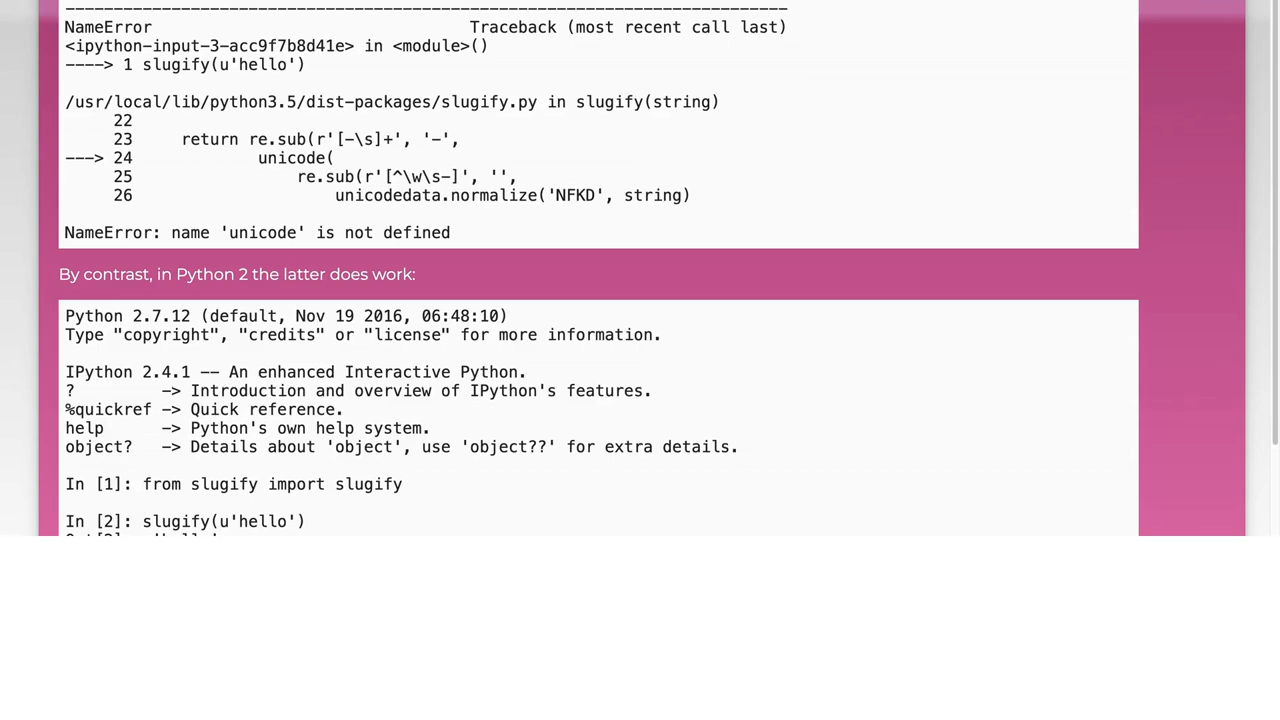 --------------------------------------------------------------------------
NameError                                 Traceback (most recent call last)
<ipython-input-3-acc9f7b8d41e> in <module>()
----> 1 slugify(u'hello')
/usr/local/lib/python3.5/dist-packages/slugify.py in slugify(string)
     22
     23     return re.sub(r'[-\s]+', '-',
---> 24             unicode(
     25                 re.sub(r'[^\w\s-]', '',
     26                     unicodedata.normalize('NFKD', string)
NameError: name 'unicode' is not defined
By contrast, in Python 2 the latter does work:
Python 2.7.12 (default, Nov 19 2016, 06:48:10)
Type "copyright", "credits" or "license" for more information.
IPython 2.4.1 -- An enhanced Interactive Python.
?         -> Introduction and overview of IPython's features.
%quickref -> Quick reference.
help      -> Python's own help system.
object?   -> Details about 'object', use 'object??' for extra details.
In [1]: from slugify import slugify
In [2]: slugify(u'hello')